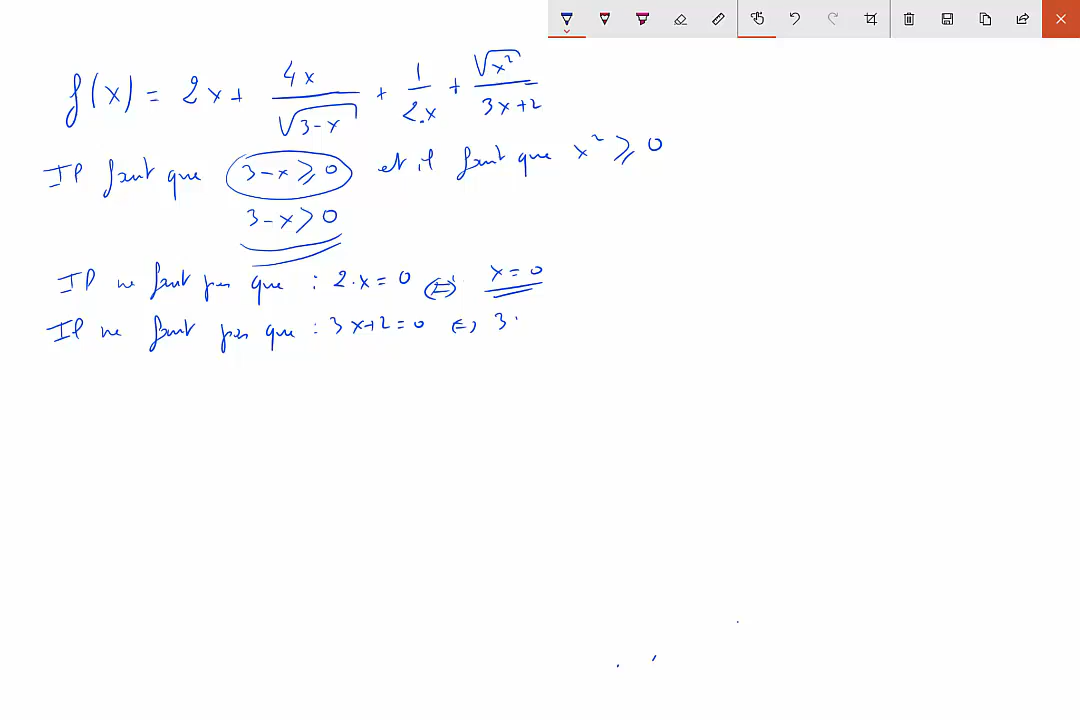 f(x) = 2x + 4x/√(3-x) + 1/(2.x) + √(x²)/(3x+2)
Il faut que 3-x ≥ 0 et il faut que x² ≥ 0
3-x > 0
Il ne faut pas que : 2.x = 0 ⇔ x = 0
Il ne faut pas que : 3x+2 = 0 ⇔ 3.